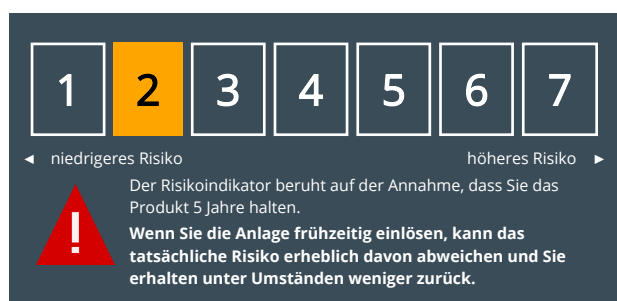 1 2 3 4 5 6 7
◄ niedrigeres Risiko höheres Risiko ►
Der Risikoindikator beruht auf der Annahme, dass Sie das
Produkt 5 Jahre halten.
Wenn Sie die Anlage frühzeitig einlösen, kann das
tatsächliche Risiko erheblich davon abweichen und Sie
erhalten unter Umständen weniger zurück.
!